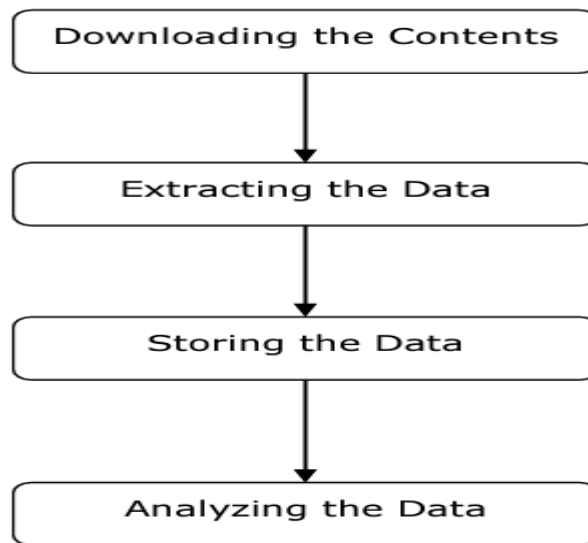 Downloading the Contents
Extracting the Data
Storing the Data
Analyzing the Data